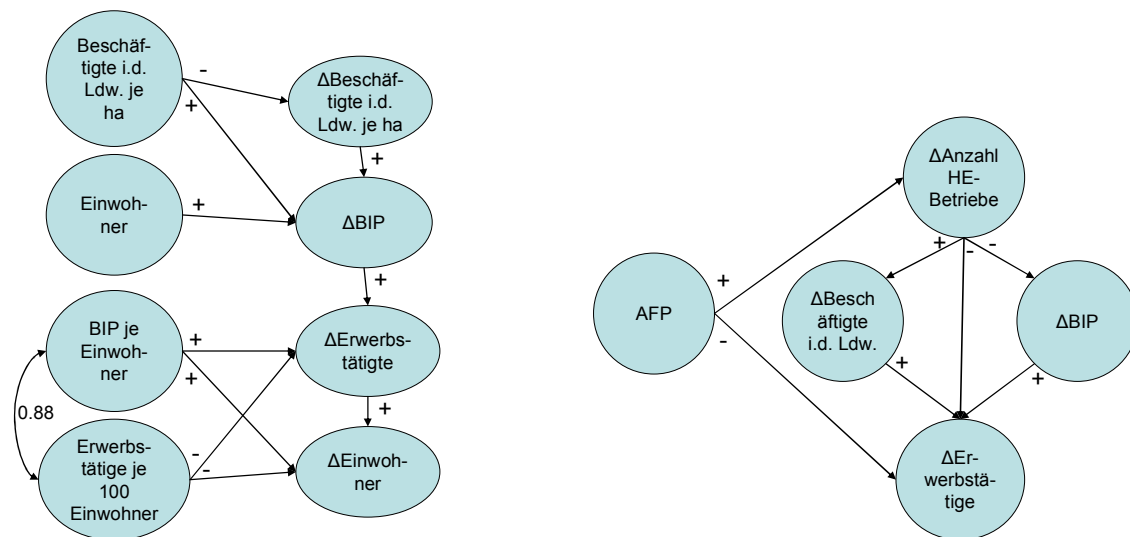 Beschäf-
tigte i.d.
Ldw. je
ha
-
+
ΔBeschäf-
tigte i.d.
Ldw. je ha
+
Einwoh-
ner
+
ΔBIP
+
BIP je
Einwoh-
ner
+
+
ΔErwerbs-
tätigte
+
0.88
Erwerbs-
tätige je
100
Einwohner
-
-
ΔEinwoh-
ner
ΔAnzahl
HE-
Betriebe
+
-
-
AFP
+
-
ΔBesch
äftigte
i.d. Ldw.
+
ΔBIP
+
ΔEr-
werbstä-
tige